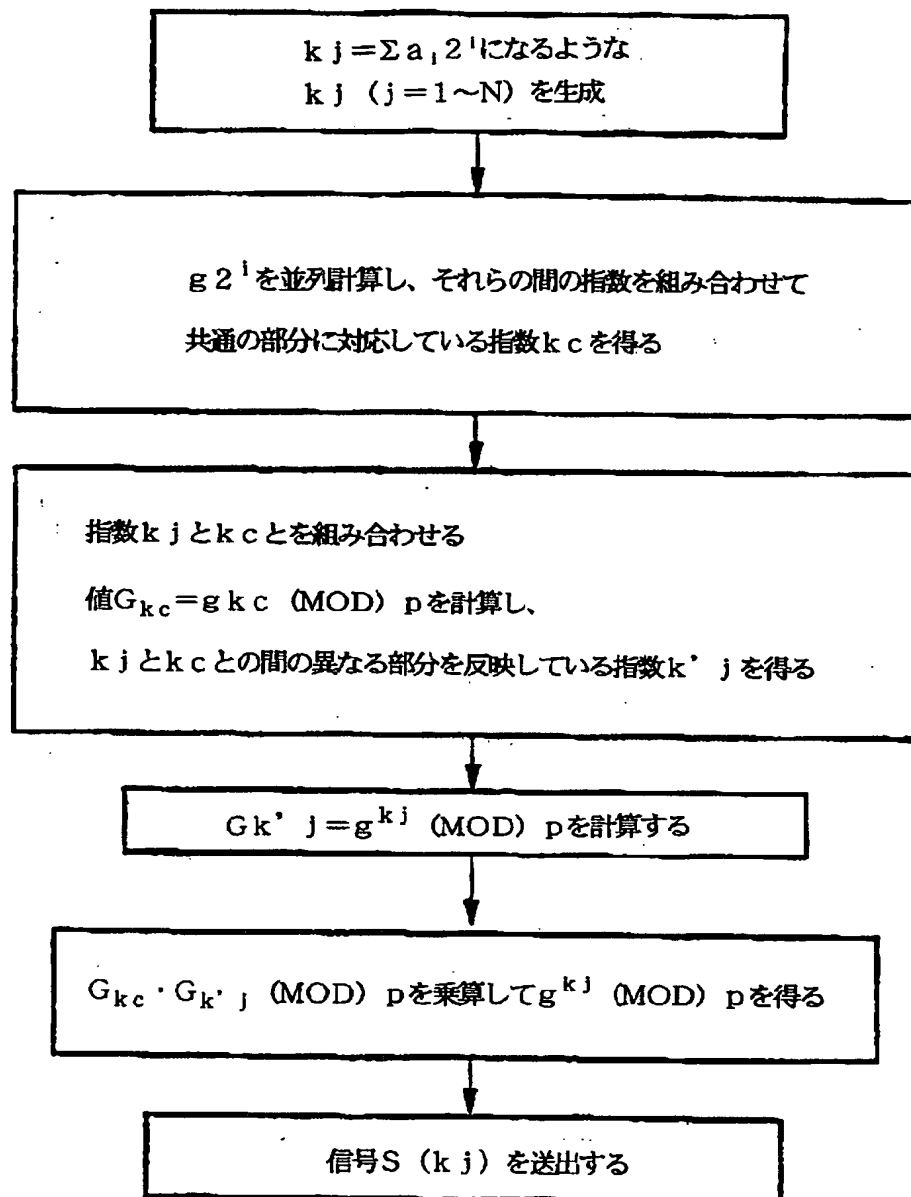 kj=Σaᵢ2ⁱになるような
kj (j=1〜N) を生成
g2ⁱを並列計算し、それらの間の指数を組み合わせて
共通の部分に対応している指数kcを得る
指数kjとkcとを組み合わせる
値G_kc=gkc (MOD) pを計算し、
kjとkcとの間の異なる部分を反映している指数k'jを得る
Gk'j=g^kj (MOD) pを計算する
G_kc・G_k'j (MOD) pを乗算してg^kj (MOD) pを得る
信号S (kj) を送出する